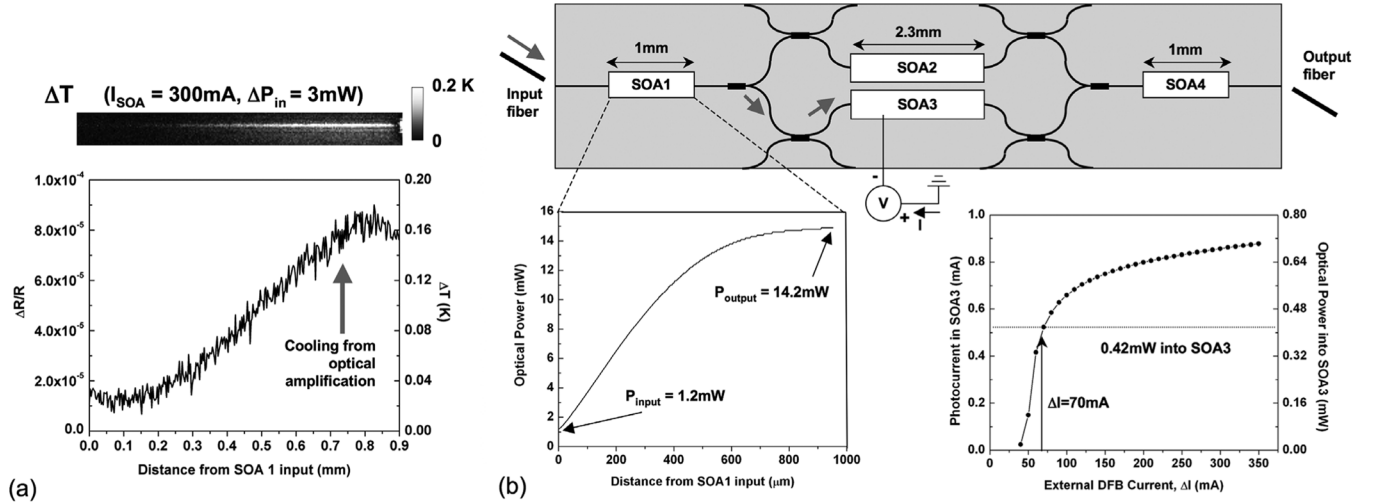 ΔT (I_SOA = 300mA, ΔP_in = 3mW)
0.2 K
0
1.0x10⁻⁴
8.0x10⁻⁵
6.0x10⁻⁵
4.0x10⁻⁵
2.0x10⁻⁵
0.0
ΔR/R
0.20
0.16
0.12
0.08
0.04
0.00
ΔT (K)
Cooling from
optical
amplification
0.0 0.1 0.2 0.3 0.4 0.5 0.6 0.7 0.8 0.9
Distance from SOA 1 input (mm)
(a)
Input
fiber
1mm
SOA1
2.3mm
SOA2
SOA3
1mm
SOA4
Output
fiber
-
V
+
I
16
14
12
10
8
6
4
2
0
Optical Power (mW)
P_output = 14.2mW
P_input = 1.2mW
0 200 400 600 800 1000
Distance from SOA1 input (μm)
(b)
1.0
0.8
0.6
0.4
0.2
0.0
Photocurrent in SOA3 (mA)
0.80
0.64
0.48
0.32
0.16
0.00
Optical Power into SOA3 (mW)
0.42mW into SOA3
ΔI=70mA
0 50 100 150 200 250 300 350
External DFB Current, ΔI (mA)